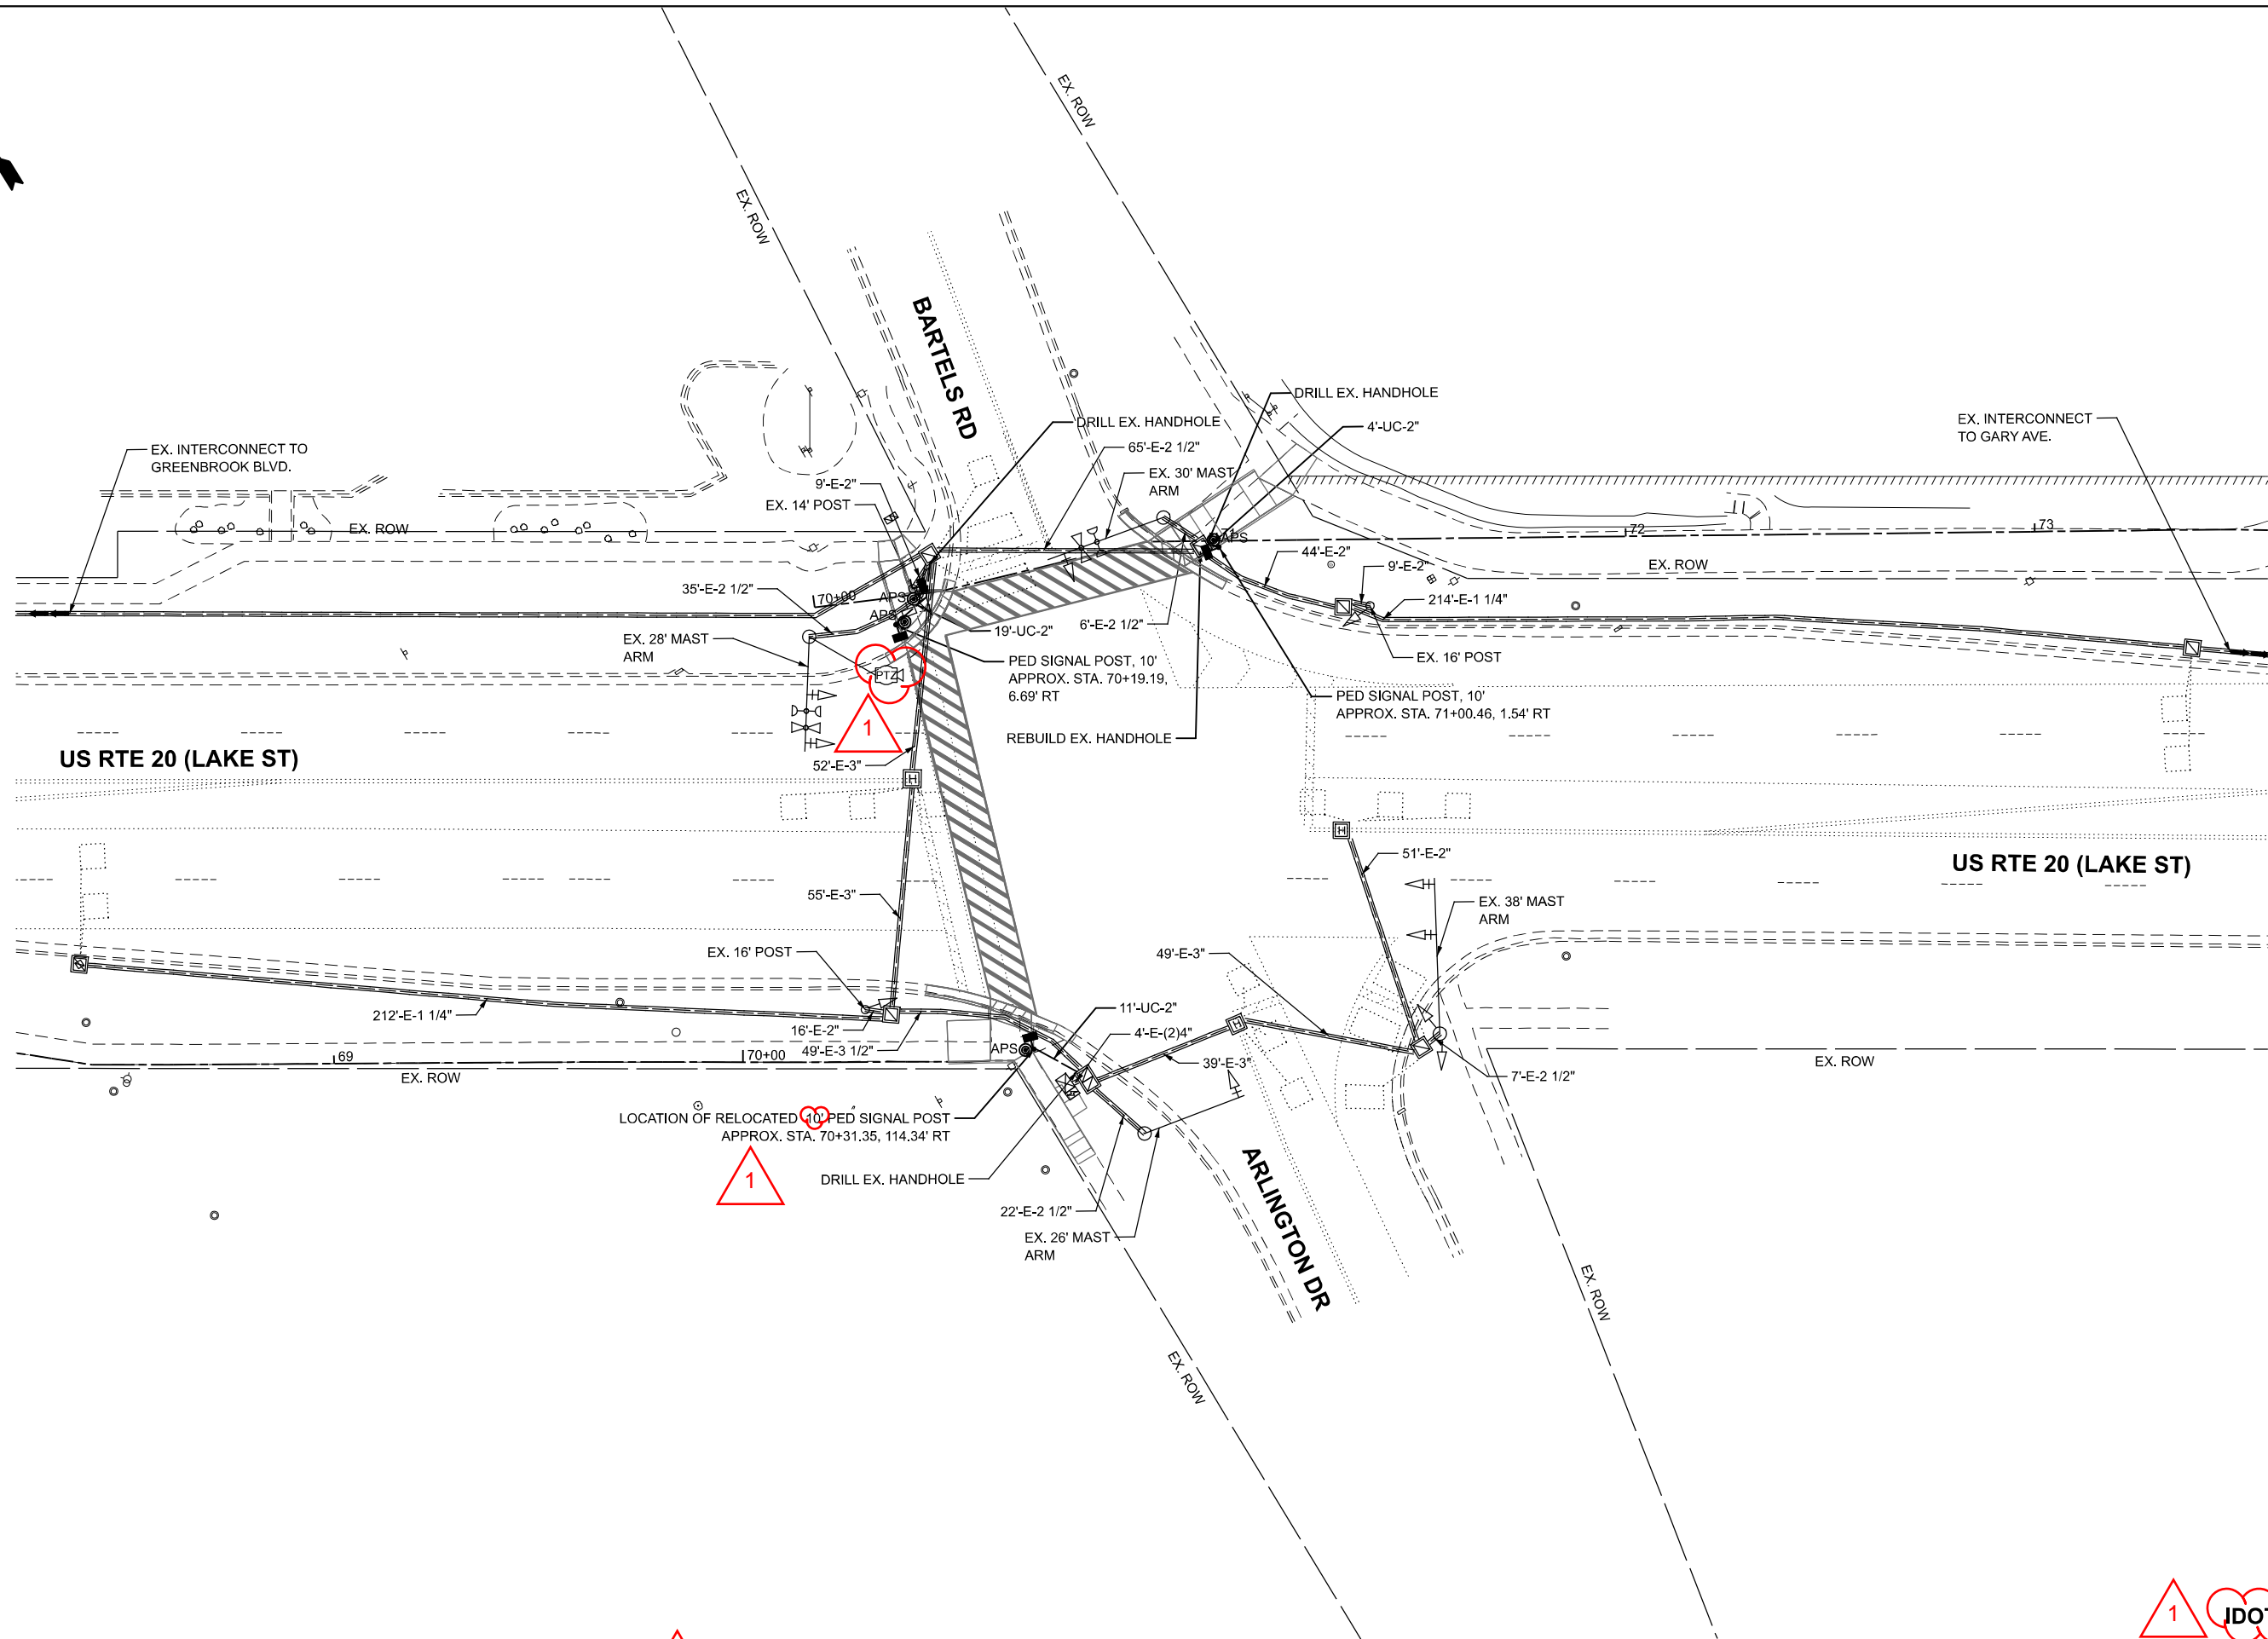 EX. ROW
EX. ROW
BARTELS RD
DRILL EX. HANDHOLE
DRILL EX. HANDHOLE
4'-UC-2"
EX. INTERCONNECT
TO GARY AVE.
EX. INTERCONNECT TO
GREENBROOK BLVD.
65'-E-2 1/2"
EX. 30' MAST
ARM
9'-E-2"
EX. 14' POST
EX. ROW
72
73
71
APS
44'-E-2"
9'-E-2"
EX. ROW
35'-E-2 1/2"
70+00
APS
APS
214'-E-1 1/4"
EX. 28' MAST
ARM
19'-UC-2"
6'-E-2 1/2"
EX. 16' POST
PTZ
PED SIGNAL POST, 10'
APPROX. STA. 70+19.19,
6.69' RT
PED SIGNAL POST, 10'
APPROX. STA. 71+00.46, 1.54' RT
1
REBUILD EX. HANDHOLE
US RTE 20 (LAKE ST)
52'-E-3"
H
H
51'-E-2"
US RTE 20 (LAKE ST)
55'-E-3"
EX. 38' MAST
ARM
EX. 16' POST
49'-E-3"
212'-E-1 1/4"
16'-E-2"
11'-UC-2"
H
4'-E-(2)4"
49'-E-3 1/2"
APS
69
70+00
39'-E-3"
EX. ROW
7'-E-2 1/2"
EX. ROW
LOCATION OF RELOCATED 10' PED SIGNAL POST
APPROX. STA. 70+31.35, 114.34' RT
1
DRILL EX. HANDHOLE
22'-E-2 1/2"
EX. 26' MAST
ARM
ARLINGTON DR
EX. ROW
EX. ROW
1
IDOT